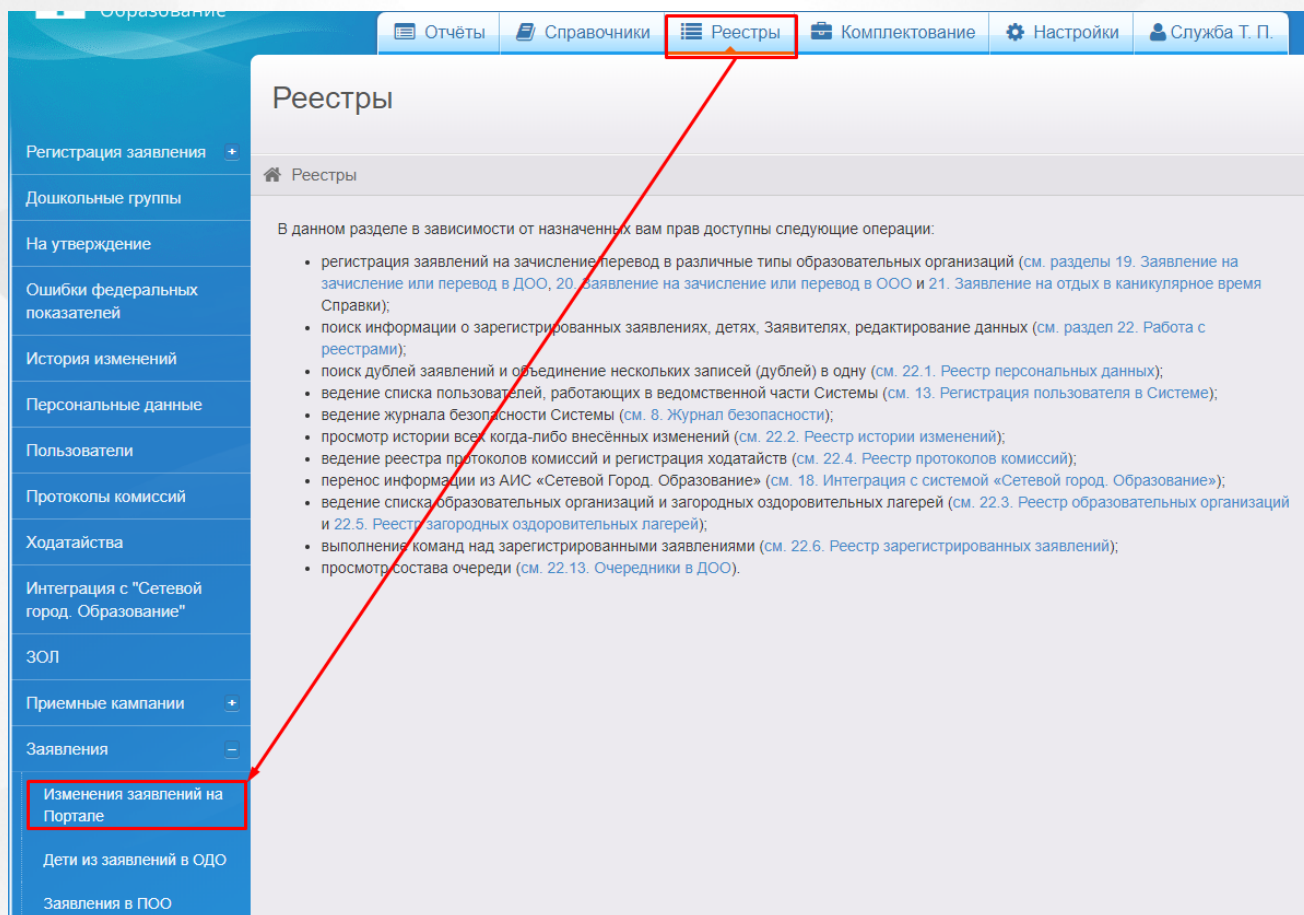 Образование
Отчёты
Справочники
Реестры
Комплектование
Настройки
Служба Т. П.
Реестры
Реестры
Регистрация заявления
Дошкольные группы
На утверждение
Ошибки федеральных
показателей
История изменений
Персональные данные
Пользователи
Протоколы комиссий
Ходатайства
Интеграция с "Сетевой
город. Образование"
ЗОЛ
Приемные кампании
Заявления
Изменения заявлений на
Портале
Дети из заявлений в ОДО
Заявления в ПОО
В данном разделе в зависимости от назначенных вам прав доступны следующие операции:
регистрация заявлений на зачисление/перевод в различные типы образовательных организаций (см. разделы 19. Заявление на
зачисление или перевод в ДОО, 20. Заявление на зачисление или перевод в ООО и 21. Заявление на отдых в каникулярное время
Справки);
поиск информации о зарегистрированных заявлениях, детях, Заявителях, редактирование данных (см. раздел 22. Работа с
реестрами);
поиск дублей заявлений и объединение нескольких записей (дублей) в одну (см. 22.1. Реестр персональных данных);
ведение списка пользователей, работающих в ведомственной части Системы (см. 13. Регистрация пользователя в Системе);
ведение журнала безопасности Системы (см. 8. Журнал безопасности);
просмотр истории всех когда-либо внесённых изменений (см. 22.2. Реестр истории изменений);
ведение реестра протоколов комиссий и регистрация ходатайств (см. 22.4. Реестр протоколов комиссий);
перенос информации из АИС «Сетевой Город. Образование» (см. 18. Интеграция с системой «Сетевой город. Образование»);
ведение списка образовательных организаций и загородных оздоровительных лагерей (см. 22.3. Реестр образовательных организаций
и 22.5. Реестр загородных оздоровительных лагерей);
выполнение команд над зарегистрированными заявлениями (см. 22.6. Реестр зарегистрированных заявлений);
просмотр состава очереди (см. 22.13. Очередники в ДОО).